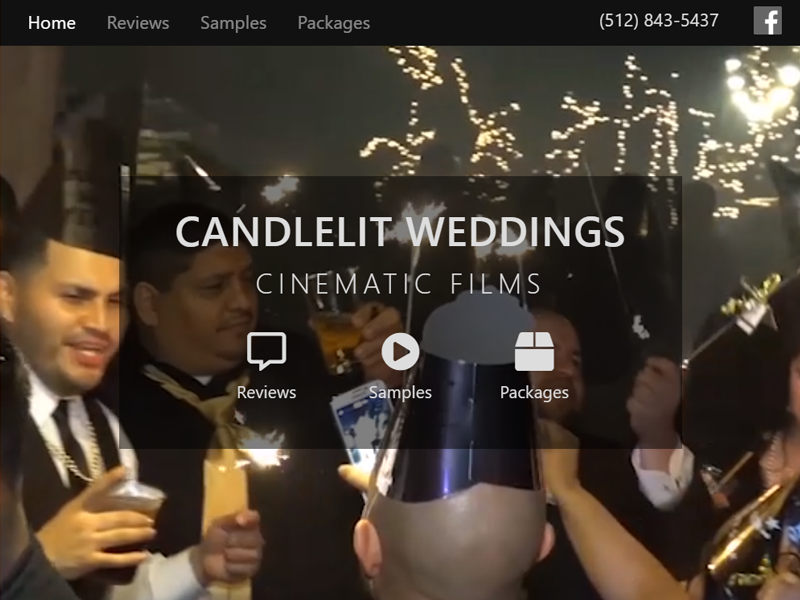 Home Reviews Samples Packages (512) 843-5437
CANDLELIT WEDDINGS
CINEMATIC FILMS
Reviews Samples Packages